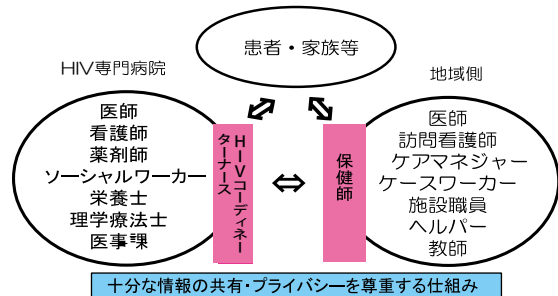 患者・家族等
HIV専門病院
地域側
医師
看護師
薬剤師
ソーシャルワーカー
栄養士
理学療法士
医事課
HIVコーディネー
ターナース
保健師
医師
訪問看護師
ケアマネジャー
ケースワーカー
施設職員
ヘルパー
教師
十分な情報の共有・プライバシーを尊重する仕組み